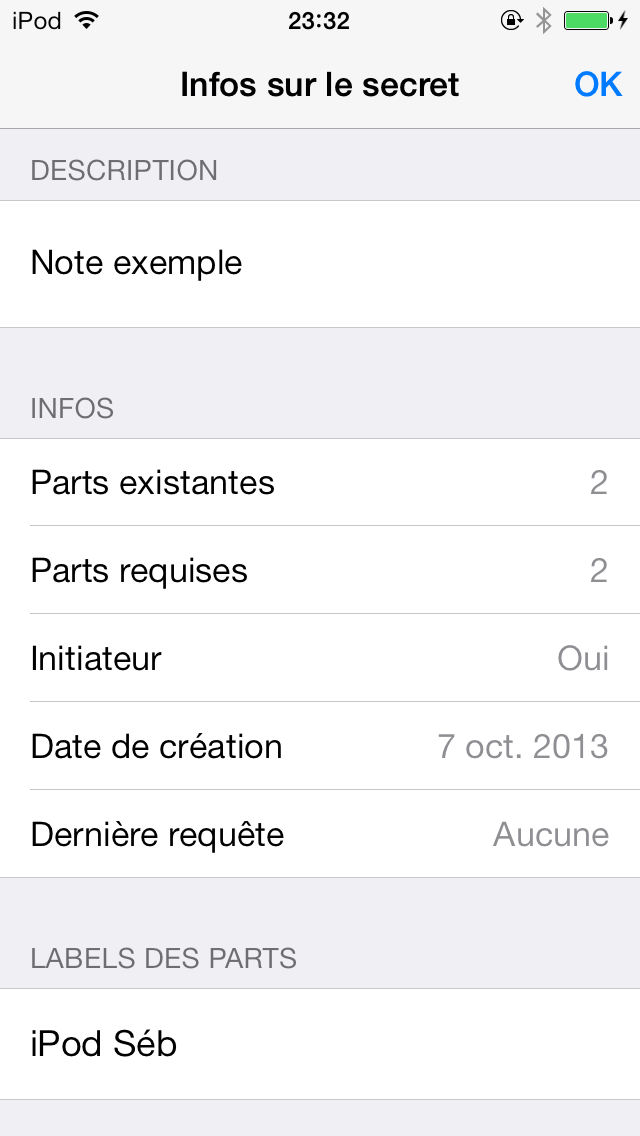 iPod 23:32
Infos sur le secret OK
DESCRIPTION
Note exemple
INFOS
Parts existantes 2
Parts requises 2
Initiateur Oui
Date de création 7 oct. 2013
Dernière requête Aucune
LABELS DES PARTS
iPod Séb